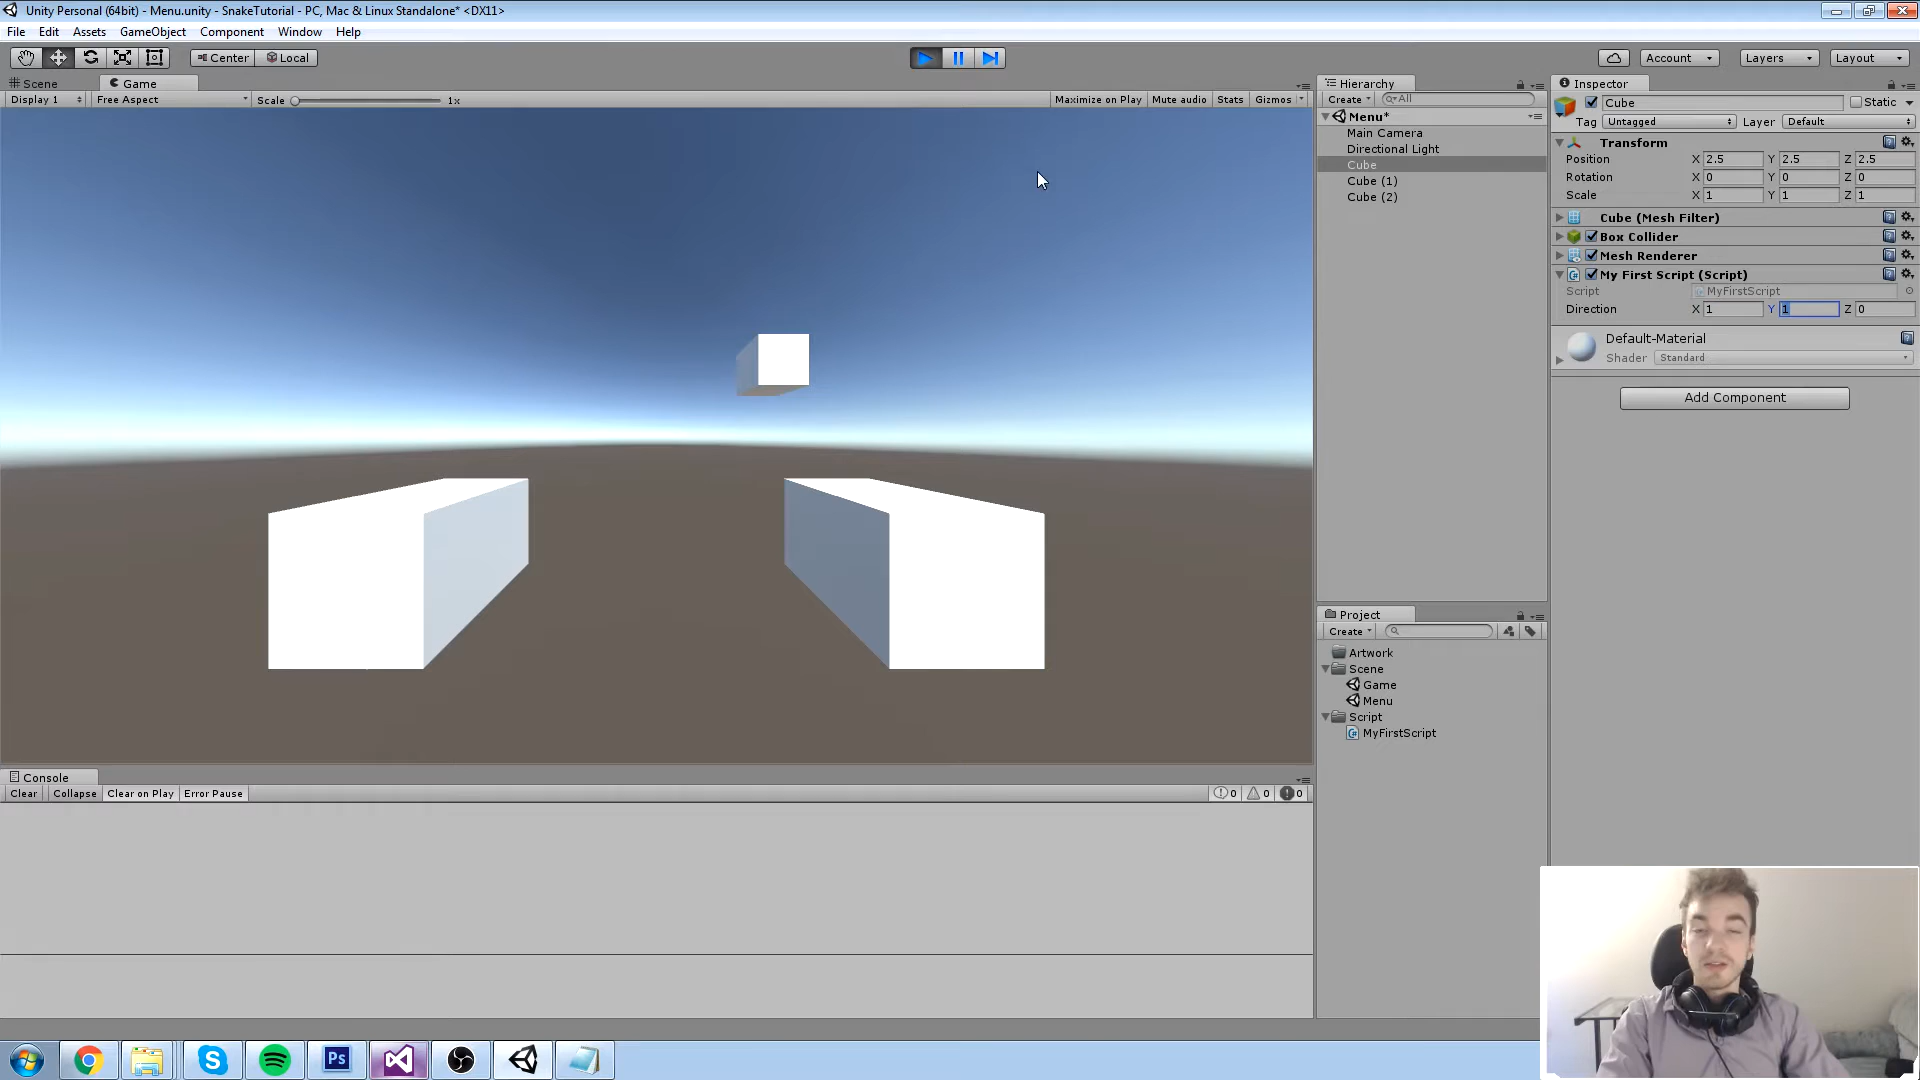 Unity Personal (64bit) - Menu.unity - SnakeTutorial - PC, Mac & Linux Standalone* <DX11>
File Edit Assets GameObject Component Window Help
Center Local
Account Layers Layout
Scene Game
Display 1 Free Aspect Scale 1x Maximize on Play Mute audio Stats Gizmos
Console
Clear Collapse Clear on Play Error Pause 0 0 0
Hierarchy
Create All
Menu*
Main Camera
Directional Light
Cube
Cube (1)
Cube (2)
Project
Create
Artwork
Scene
Game
Menu
Script
MyFirstScript
Inspector
Cube Static
Tag Untagged Layer Default
Transform
Position X 2.5 Y 2.5 Z 2.5
Rotation X 0 Y 0 Z 0
Scale X 1 Y 1 Z 1
Cube (Mesh Filter)
Box Collider
Mesh Renderer
My First Script (Script)
Script MyFirstScript
Direction X 1 Y 1 Z 0
Default-Material
Shader Standard
Add Component
Ps